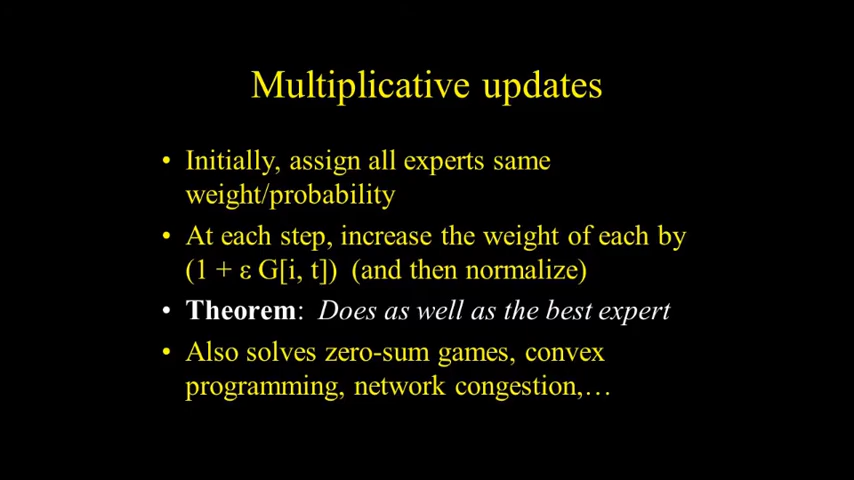 Multiplicative updates
• Initially, assign all experts same
weight/probability
• At each step, increase the weight of each by
(1 + ε G[i, t]) (and then normalize)
• Theorem: Does as well as the best expert
• Also solves zero-sum games, convex
programming, network congestion,…